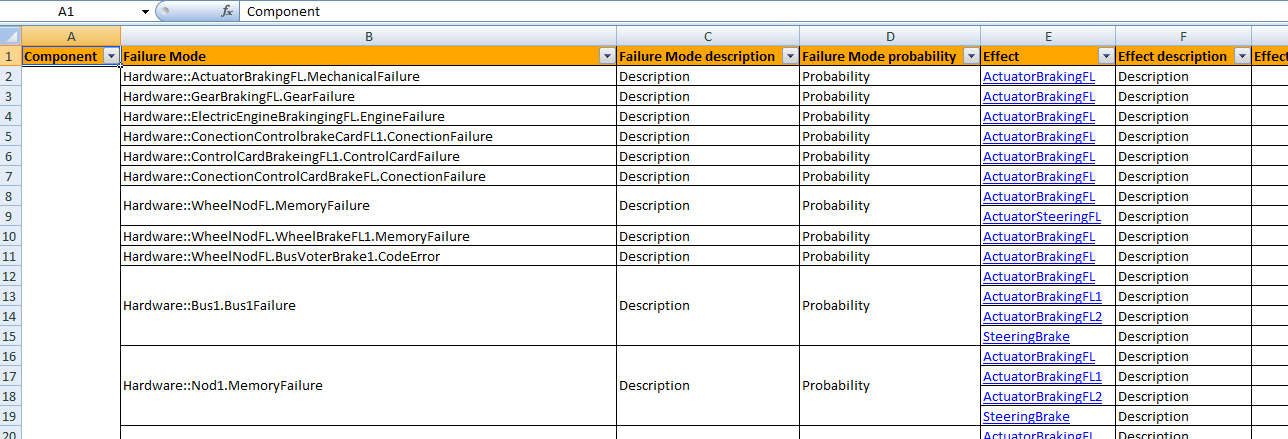 A1 fx Component
A B C D E F
1 Component Failure Mode Failure Mode description Failure Mode probability Effect Effect description Effect
2 Hardware::ActuatorBrakingFL.MechanicalFailure Description Probability ActuatorBrakingFL Description
3 Hardware::GearBrakingFL.GearFailure Description Probability ActuatorBrakingFL Description
4 Hardware::ElectricEngineBrakingingFL.EngineFailure Description Probability ActuatorBrakingFL Description
5 Hardware::ConectionControlbrakeCardFL1.ConectionFailure Description Probability ActuatorBrakingFL Description
6 Hardware::ControlCardBrakeingFL1.ControlCardFailure Description Probability ActuatorBrakingFL Description
7 Hardware::ConectionControlCardBrakeFL.ConectionFailure Description Probability ActuatorBrakingFL Description
8 ActuatorBrakingFL Description
Hardware::WheelNodFL.MemoryFailure Description Probability
9 ActuatorSteeringFL Description
10 Hardware::WheelNodFL.WheelBrakeFL1.MemoryFailure Description Probability ActuatorBrakingFL Description
11 Hardware::WheelNodFL.BusVoterBrake1.CodeError Description Probability ActuatorBrakingFL Description
12 ActuatorBrakingFL Description
13 ActuatorBrakingFL1 Description
Hardware::Bus1.Bus1Failure Description Probability
14 ActuatorBrakingFL2 Description
15 SteeringBrake Description
16 ActuatorBrakingFL Description
17 ActuatorBrakingFL1 Description
Hardware::Nod1.MemoryFailure Description Probability
18 ActuatorBrakingFL2 Description
19 SteeringBrake Description
20 ActuatorBrakingFL Description